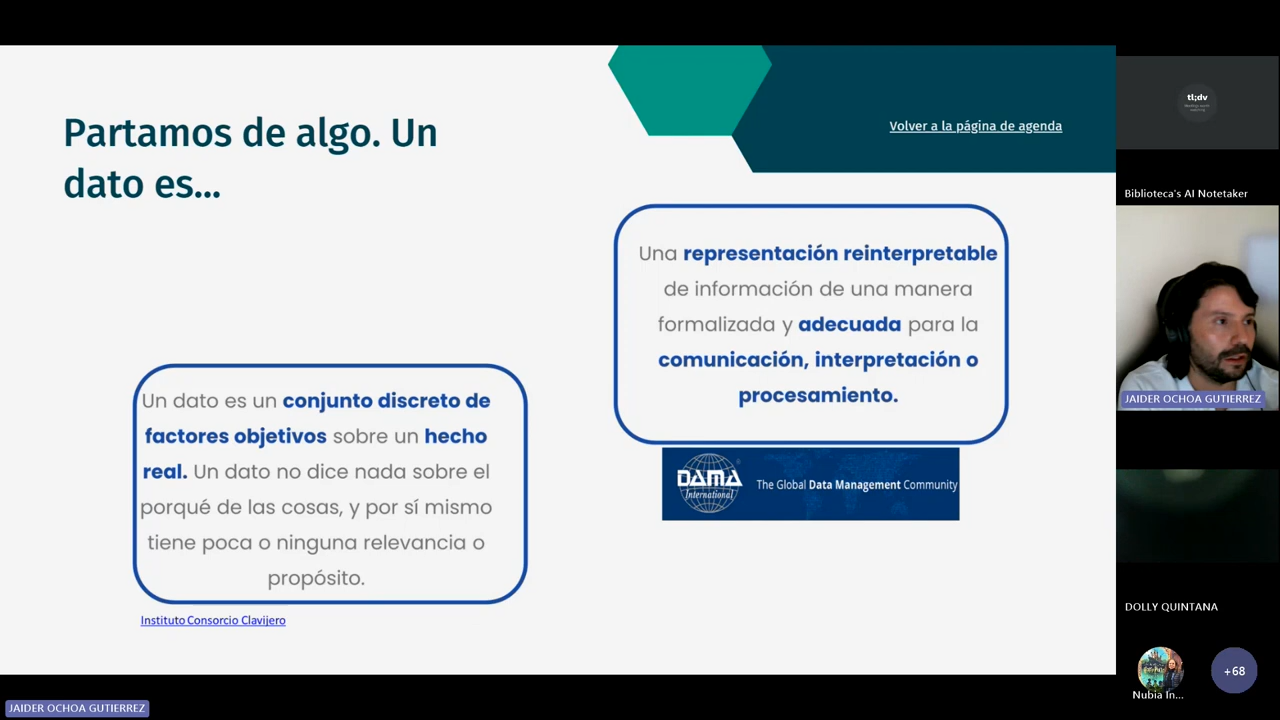 Partamos de algo. Un
dato es...
Volver a la página de agenda
Una representación reinterpretable
de información de una manera
formalizada y adecuada para la
comunicación, interpretación o
procesamiento.
DAMA
International
The Global Data Management Community
Un dato es un conjunto discreto de
factores objetivos sobre un hecho
real. Un dato no dice nada sobre el
porqué de las cosas, y por sí mismo
tiene poca o ninguna relevancia o
propósito.
Instituto Consorcio Clavijero
tl;dv
Biblioteca's AI Notetaker
JAIDER OCHOA GUTIERREZ
DOLLY QUINTANA
Nubia In...
+68
JAIDER OCHOA GUTIERREZ